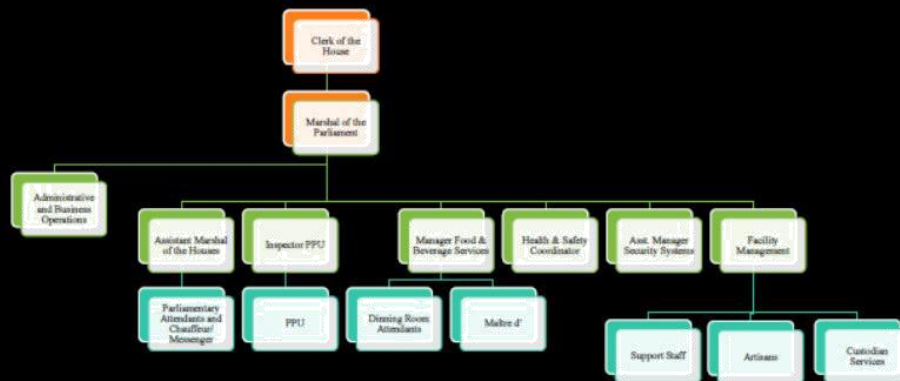 Clerk of the
House
Marshal of the
Parliament
Administrative
and Business
Operations
Assistant Marshal
of the Houses
Inspector PPU
Manager Food &
Beverage Services
Health & Safety
Coordinator
Asst. Manager
Security Systems
Facility
Management
Parliamentary
Attendants and
Chauffeur/
Messenger
PPU
Dinning Room
Attendants
Maître d'
Support Staff
Artisans
Custodian
Services